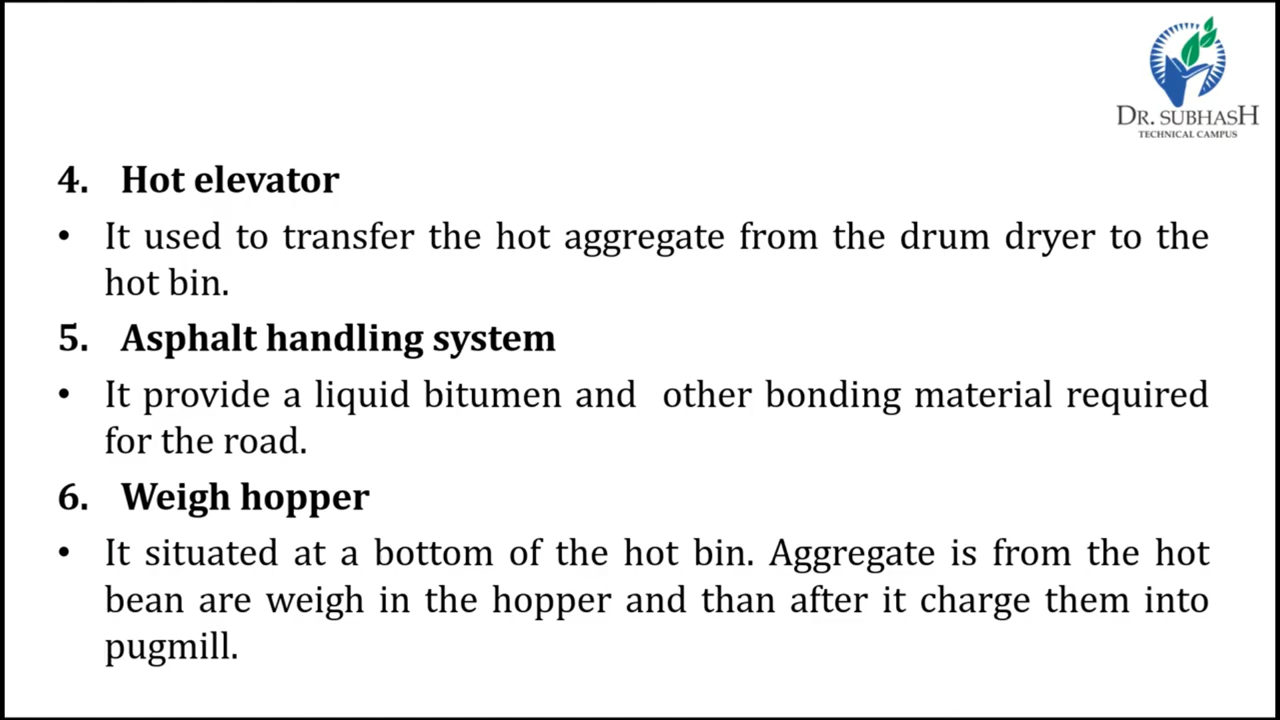 DR. SUBHASH
TECHNICAL CAMPUS
4. Hot elevator
• It used to transfer the hot aggregate from the drum dryer to the
hot bin.
5. Asphalt handling system
• It provide a liquid bitumen and other bonding material required
for the road.
6. Weigh hopper
• It situated at a bottom of the hot bin. Aggregate is from the hot
bean are weigh in the hopper and than after it charge them into
pugmill.